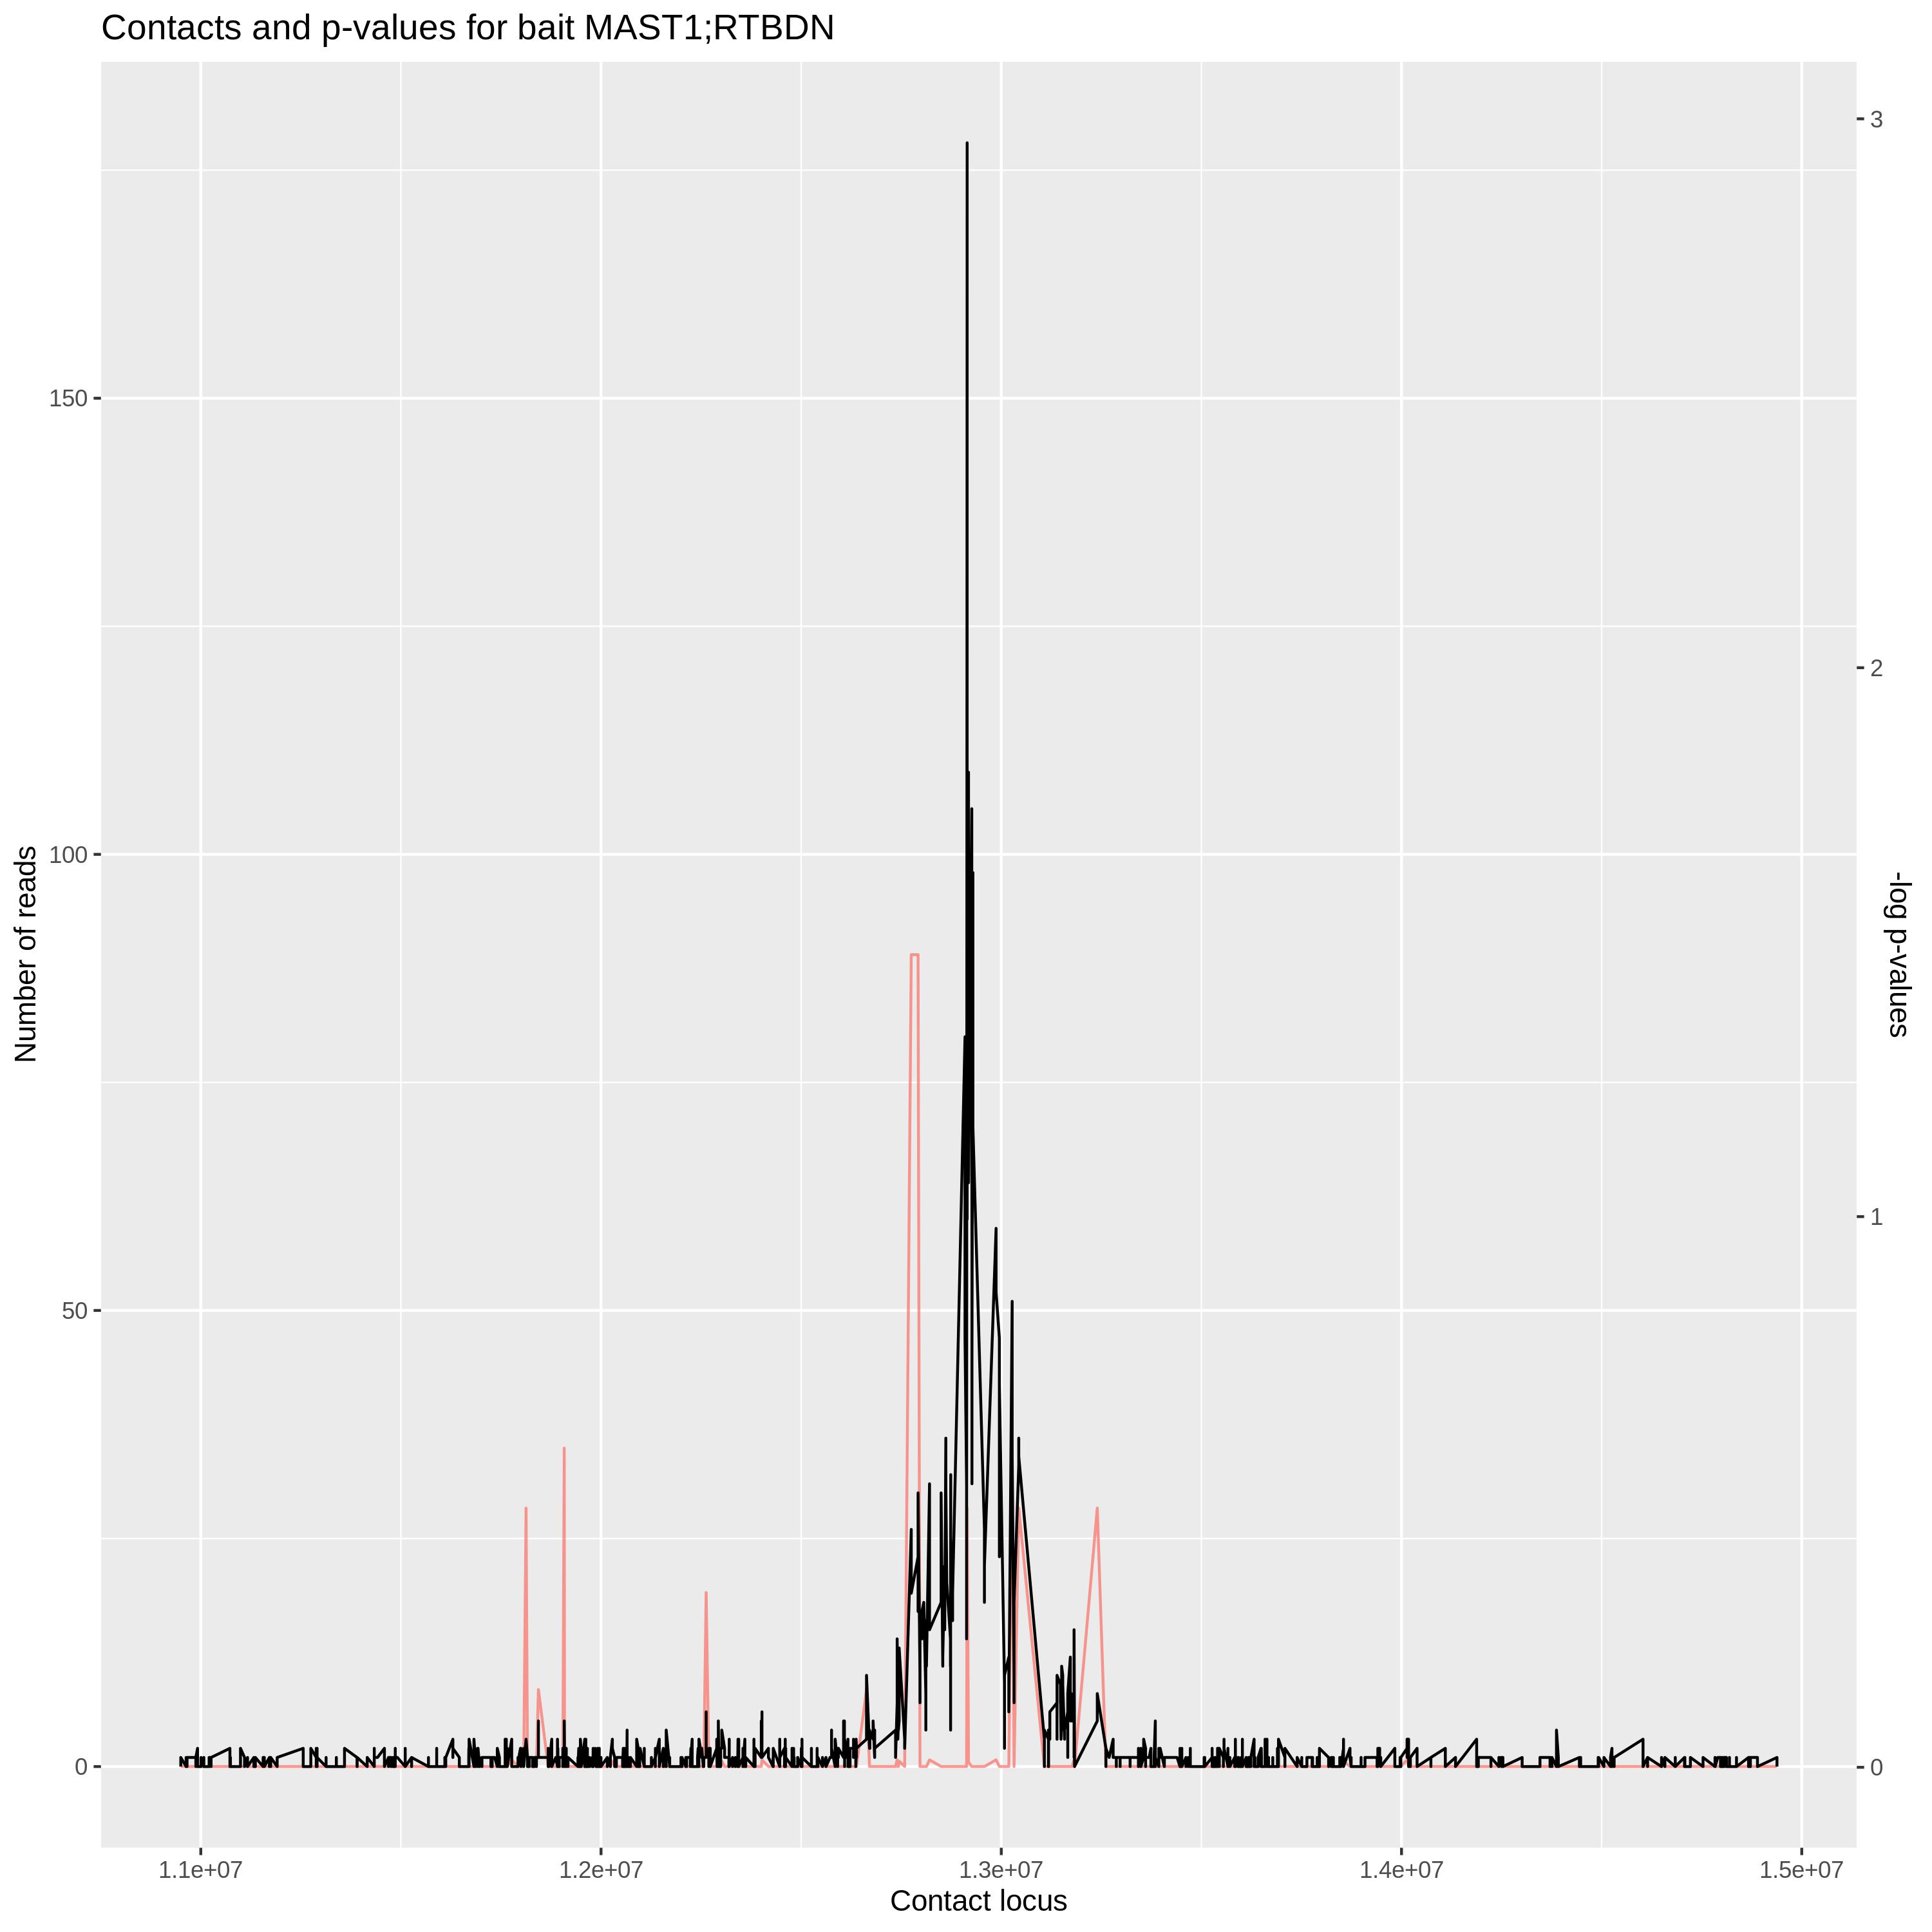 Contacts and p-values for bait MAST1;RTBDN
3
150
2
100
Number of reads
-log p-values
1
50
0
0
1.1e+07
1.2e+07
1.3e+07
1.4e+07
1.5e+07
Contact locus